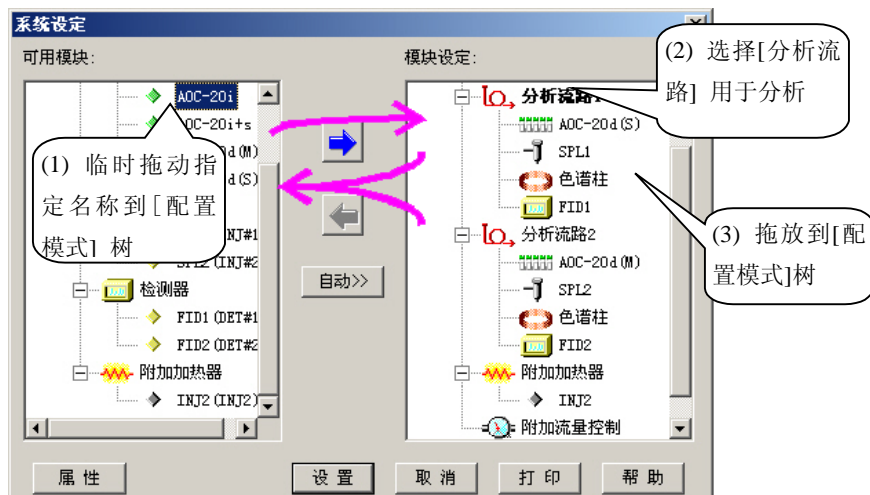 系统设定
可用模块:
模块设定:
AOC-20i
AOC-20i+s
d(M)
d(S)
INJ#1
SPL2(INJ#2
检测器
FID1(DET#1
FID2(DET#2
附加加热器
INJ2(INJ2)
(1) 临时拖动指
定名称到[配置
模式] 树
自动>>
分析流路1
AOC-20d(S)
SPL1
色谱柱
FID1
分析流路2
AOC-20d(M)
SPL2
色谱柱
FID2
附加加热器
INJ2
附加流量控制
(2) 选择[分析流
路] 用于分析
(3) 拖放到[配
置模式]树
属 性
设 置
取 消
打 印
帮 助